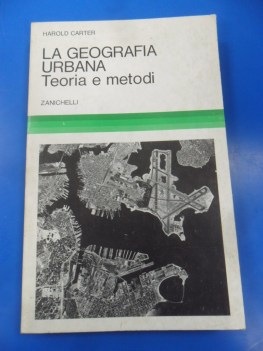 HAROLD CARTER
LA GEOGRAFIA
URBANA
Teoria e metodi
ZANICHELLI